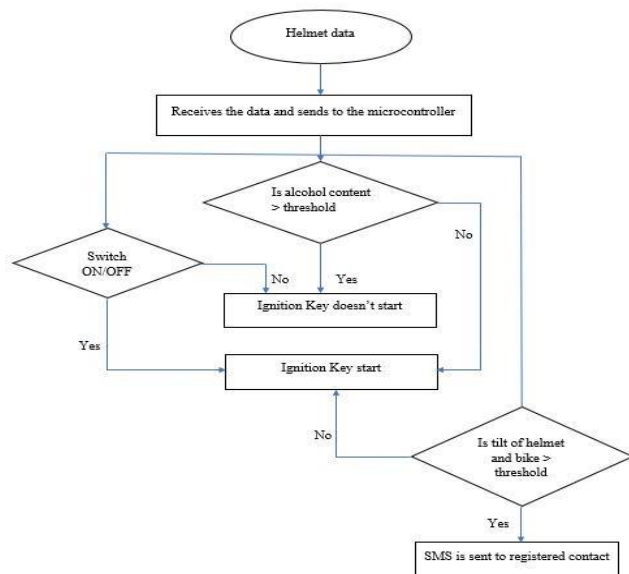 Helmet data
Receives the data and sends to the microcontroller
Is alcohol content
> threshold
No
Switch
ON/OFF
No
Yes
Ignition Key doesn’t start
Yes
Ignition Key start
No
Is tilt of helmet
and bike >
threshold
Yes
SMS is sent to registered contact